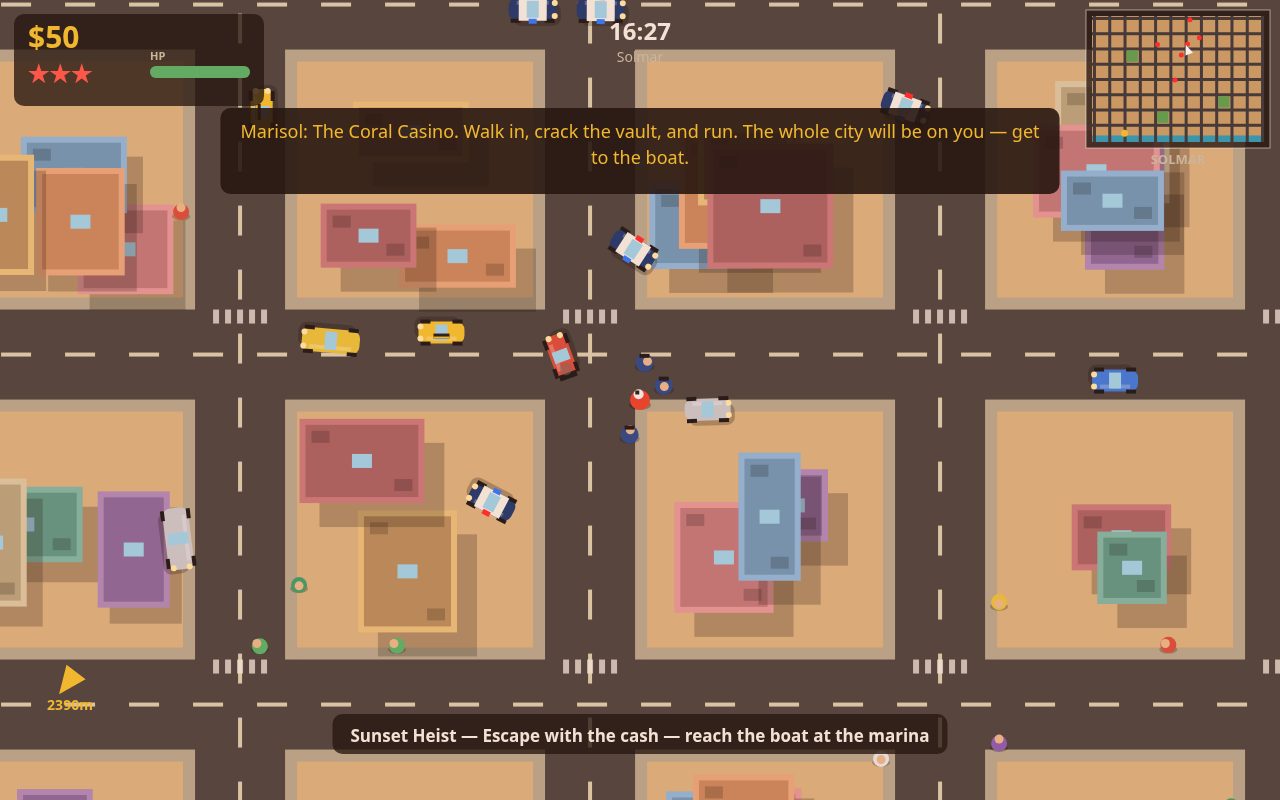 $50
★★★
HP
16:27
Solmar
Marisol: The Coral Casino. Walk in, crack the vault, and run. The whole city will be on you — get
to the boat.
SOLMAR
2398m
Sunset Heist — Escape with the cash — reach the boat at the marina